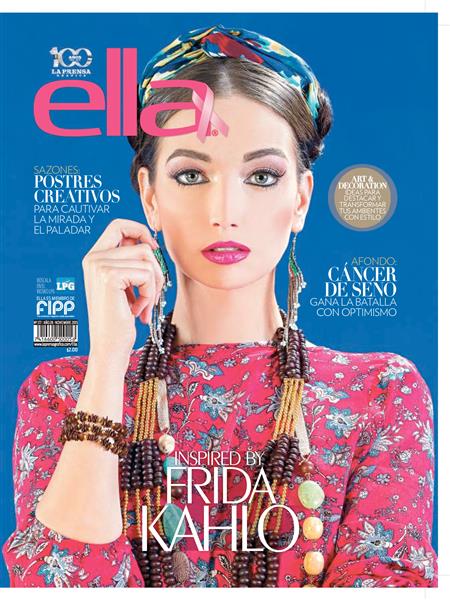 100
AÑOS
LA PRENSA
GRÁFICA
ella®
SAZONES:
POSTRES
CREATIVOS
PARA CAUTIVAR
LA MIRADA Y
EL PALADAR
ART &
DECORATION
IDEAS PARA
DESTACAR Y
TRANSFORMAR
TUS AMBIENTES
CON ESTILO
AFONDO:
CÁNCER
DE SENO
GANA LA BATALLA
CON OPTIMISMO
LPG
ELLA ES MIEMBRO DE
FIPP
$2.00
INSPIRED BY
FRIDA
KAHLO